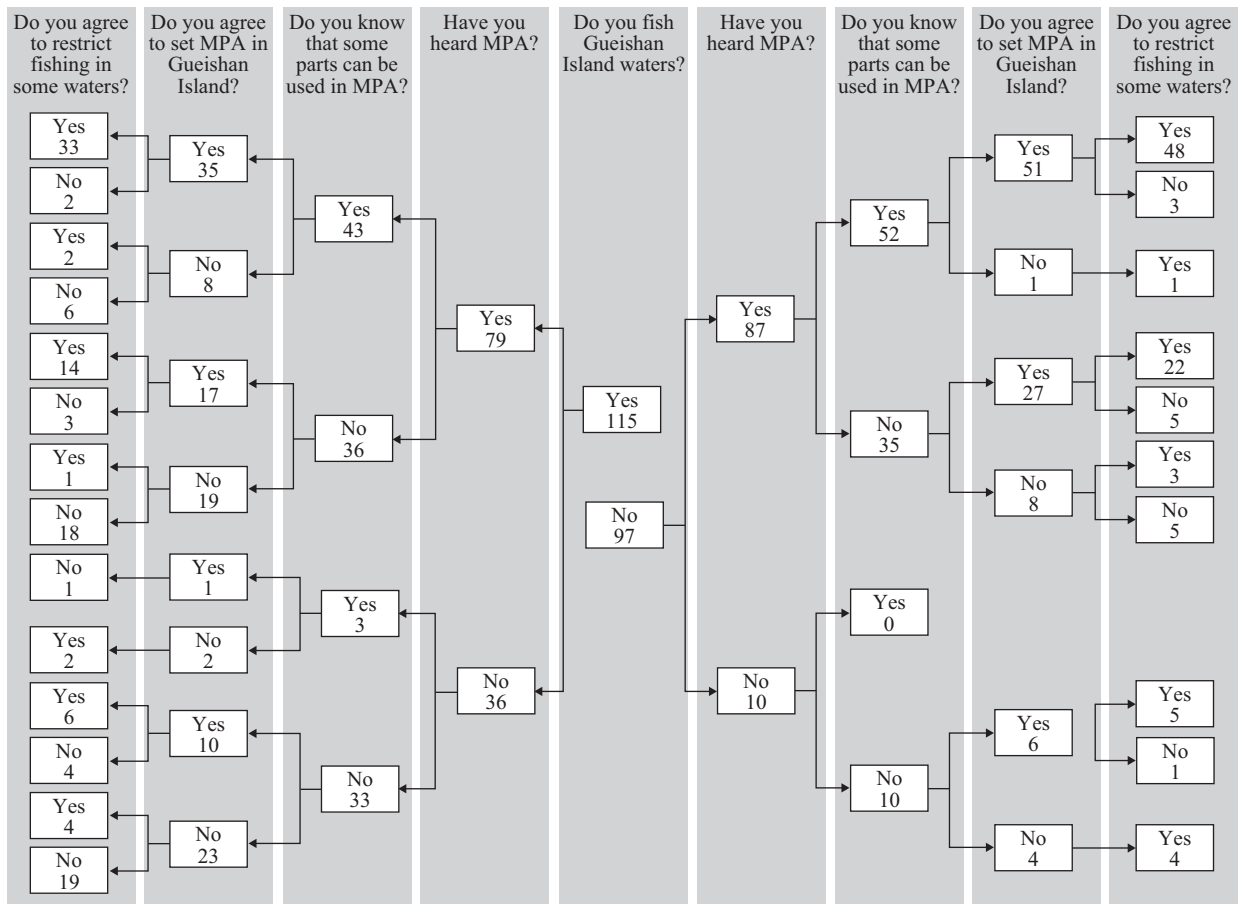 Do you agree
to restrict
fishing in
some waters?
Do you agree
to set MPA in
Gueishan
Island?
Do you know
that some
parts can be
used in MPA?
Have you
heard MPA?
Do you fish
Gueishan
Island waters?
Have you
heard MPA?
Do you know
that some
parts can be
used in MPA?
Do you agree
to set MPA in
Gueishan
Island?
Do you agree
to restrict
fishing in
some waters?
Yes
33
No
2
Yes
2
No
6
Yes
14
No
3
Yes
1
No
18
No
1
Yes
2
Yes
6
No
4
Yes
4
No
19
Yes
35
No
8
Yes
17
No
19
Yes
1
No
2
Yes
10
No
23
Yes
43
No
36
Yes
3
No
33
Yes
79
No
36
Yes
115
No
97
Yes
87
No
10
Yes
52
No
35
Yes
0
No
10
Yes
51
No
1
Yes
27
No
8
Yes
6
No
4
Yes
48
No
3
Yes
1
Yes
22
No
5
Yes
3
No
5
Yes
5
No
1
Yes
4